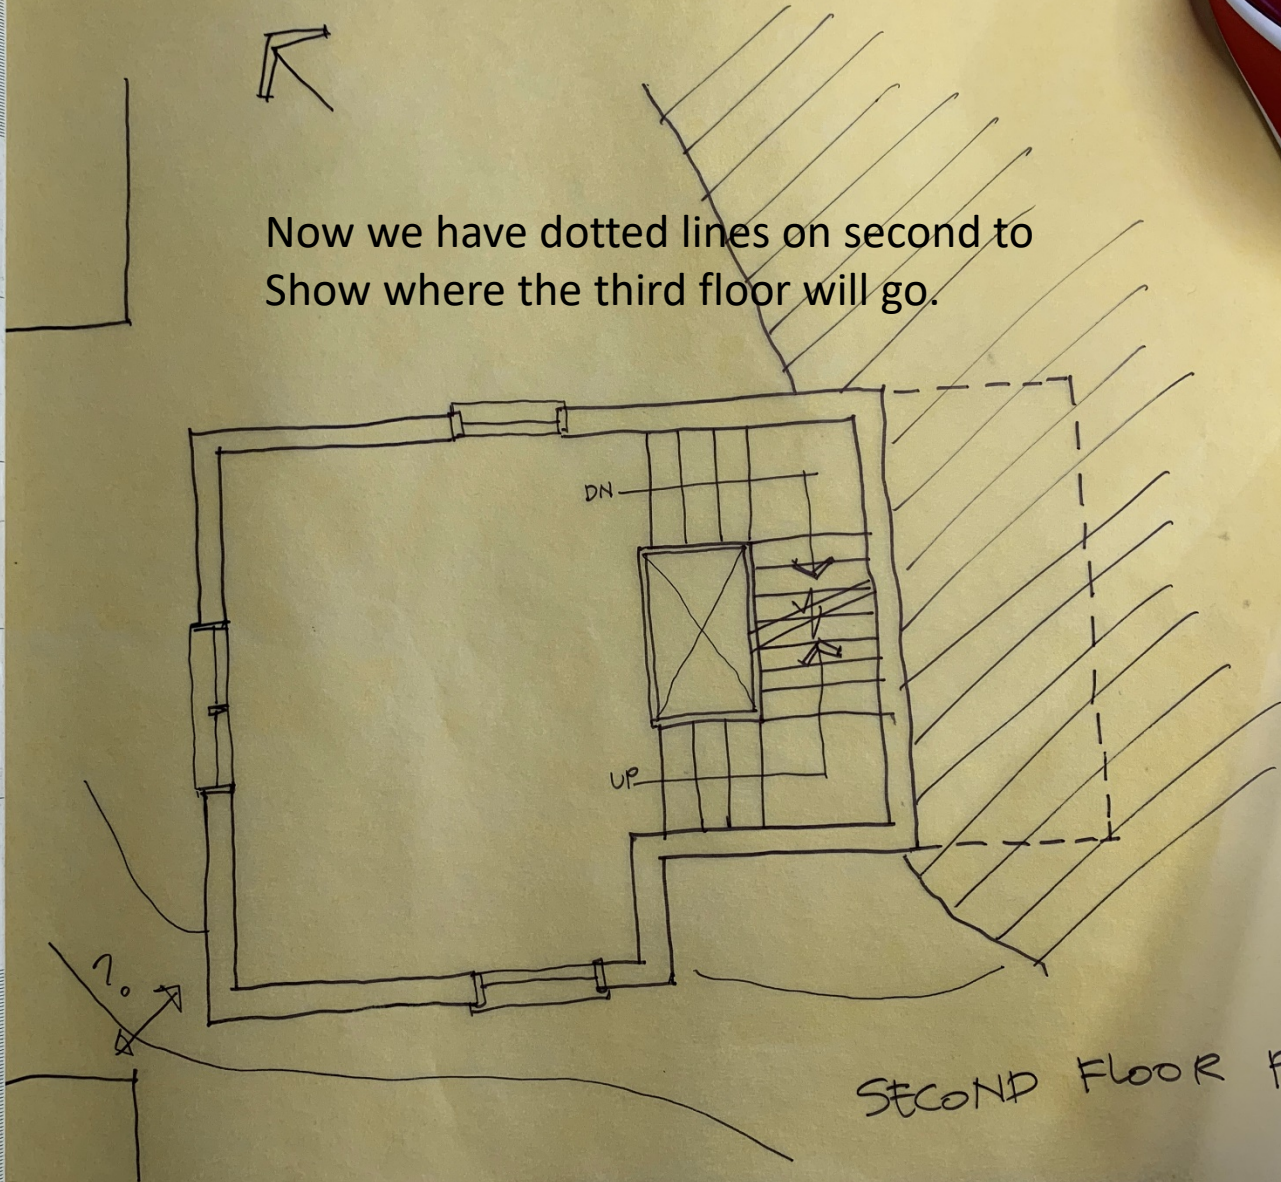 Now we have dotted lines on second to
Show where the third floor will go.
DN
UP
?
SECOND FLOOR